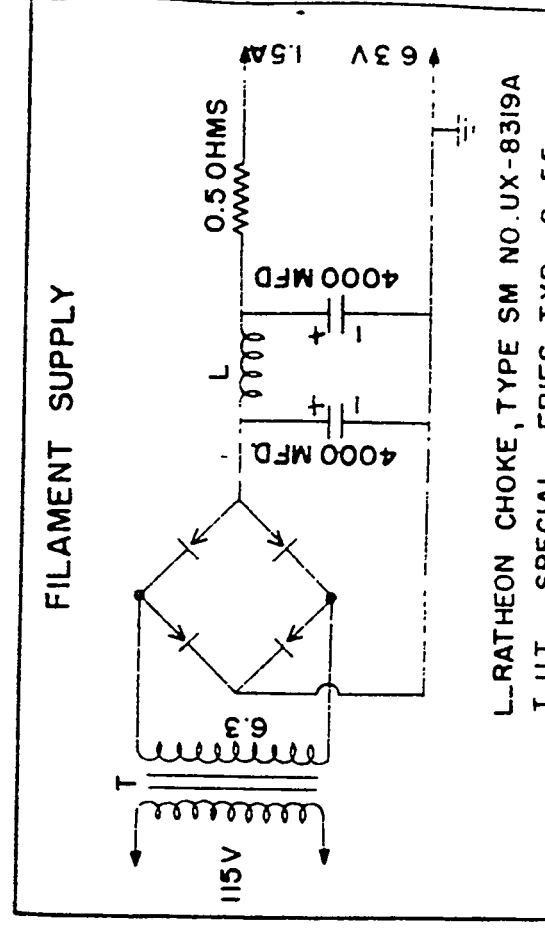 FILAMENT SUPPLY
T
115V
6.3
L
4000 MFD.
+
-
4000 MFD
+
-
0.5 OHMS
1.5A
6.3V
L_RATHEON CHOKE, TYPE SM NO. UX-8319A